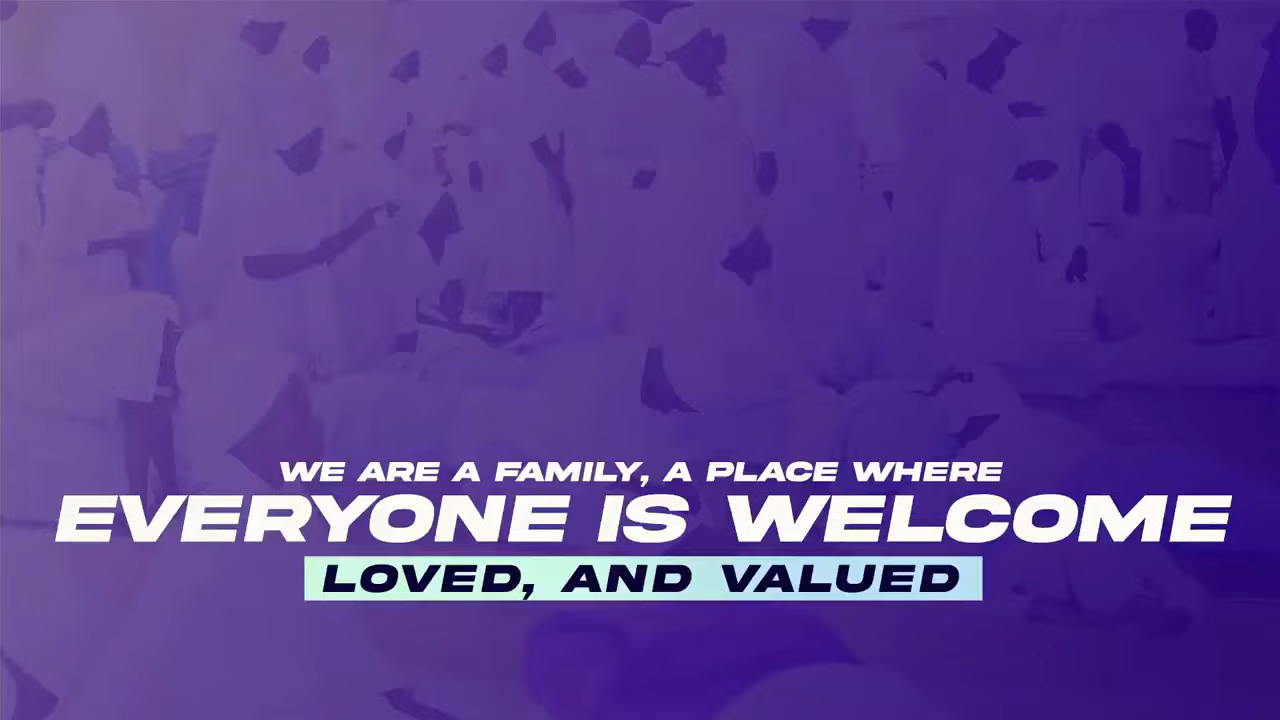 WE ARE A FAMILY, A PLACE WHERE
EVERYONE IS WELCOME
LOVED, AND VALUED